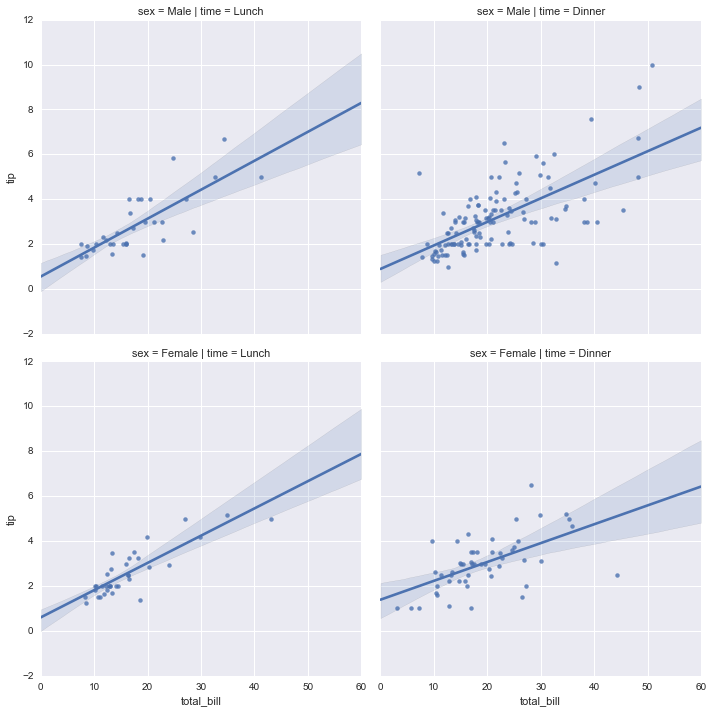 sex = Male | time = Lunch
sex = Male | time = Dinner
12
10
8
6
4
2
0
−2
tip
sex = Female | time = Lunch
sex = Female | time = Dinner
12
10
8
6
4
2
0
−2
tip
0 10 20 30 40 50 60
0 10 20 30 40 50 60
total_bill
total_bill